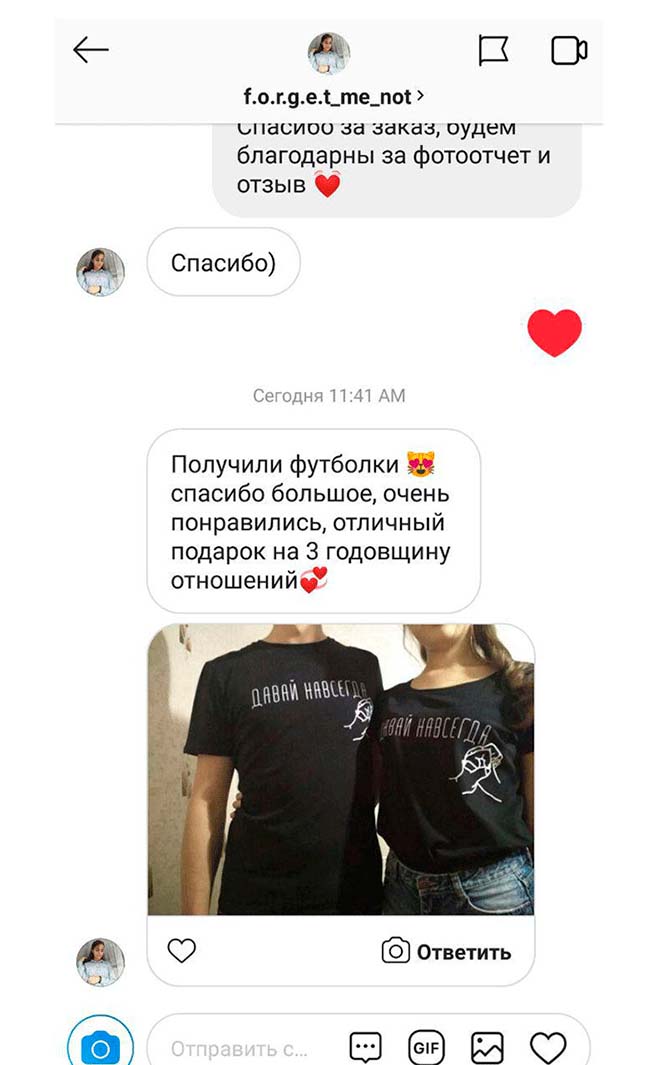 f.o.r.g.e.t_me_not >
Спасибо за заказ, будем
благодарны за фотоотчет и
отзыв 💓
Спасибо)
Сегодня 11:41 AM
Получили футболки 😻
спасибо большое, очень
понравились, отличный
подарок на 3 годовщину
отношений💞
ДАВАЙ НАВСЕГДА
ДАВАЙ НАВСЕГДА
Ответить
Отправить с...
GIF